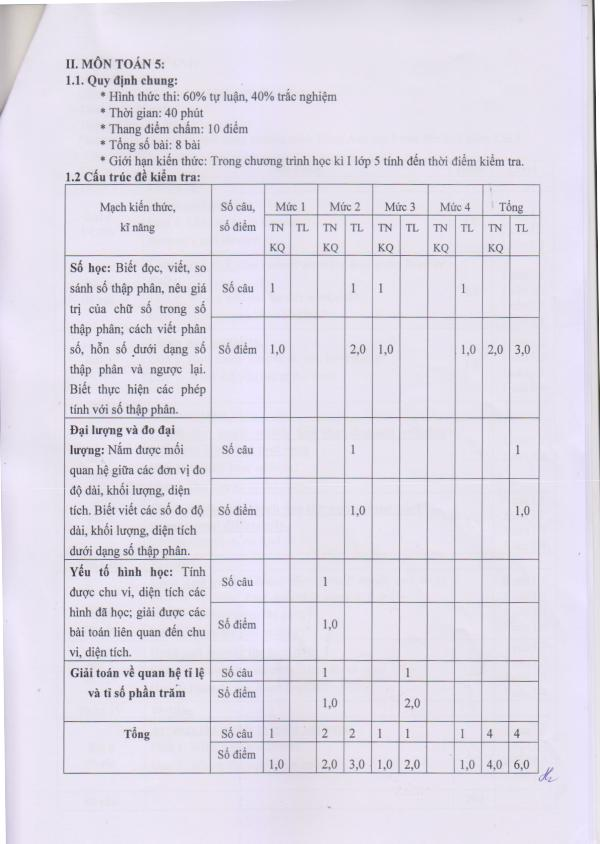 II. MÔN TOÁN 5:
1.1. Quy định chung:
* Hình thức thi: 60% tự luận, 40% trắc nghiệm
* Thời gian: 40 phút
* Thang điểm chấm: 10 điểm
* Tổng số bài: 8 bài
* Giới hạn kiến thức: Trong chương trình học kì I lớp 5 tính đến thời điểm kiểm tra.
1.2 Cấu trúc đề kiểm tra:
Mạch kiến thức, kĩ năng | Số câu, số điểm | Mức 1 | Mức 2 | Mức 3 | Mức 4 | Tổng
TN KQ | TL | TN KQ | TL | TN KQ | TL | TN KQ | TL | TN KQ | TL
Số học: Biết đọc, viết, so
sánh số thập phân, nêu giá
trị của chữ số trong số
thập phân; cách viết phân
số, hỗn số dưới dạng số
thập phân và ngược lại.
Biết thực hiện các phép
tính với số thập phân.
Số câu | 1 | 1 | 1 | 1
Số điểm | 1,0 | 2,0 | 1,0 | 1,0 | 2,0 | 3,0
Đại lượng và đo đại
lượng: Nắm được mối
quan hệ giữa các đơn vị đo
độ dài, khối lượng, diện
tích. Biết viết các số đo độ
dài, khối lượng, diện tích
dưới dạng số thập phân.
Số câu | 1 | 1
Số điểm | 1,0 | 1,0
Yếu tố hình học: Tính
được chu vi, diện tích các
hình đã học; giải được các
bài toán liên quan đến chu
vi, diện tích.
Số câu | 1
Số điểm | 1,0
Giải toán về quan hệ tỉ lệ
và tỉ số phần trăm
Số câu | 1 | 1
Số điểm | 1,0 | 2,0
Tổng | Số câu | 1 | 2 | 2 | 1 | 1 | 1 | 4 | 4
Số điểm | 1,0 | 2,0 | 3,0 | 1,0 | 2,0 | 1,0 | 4,0 | 6,0